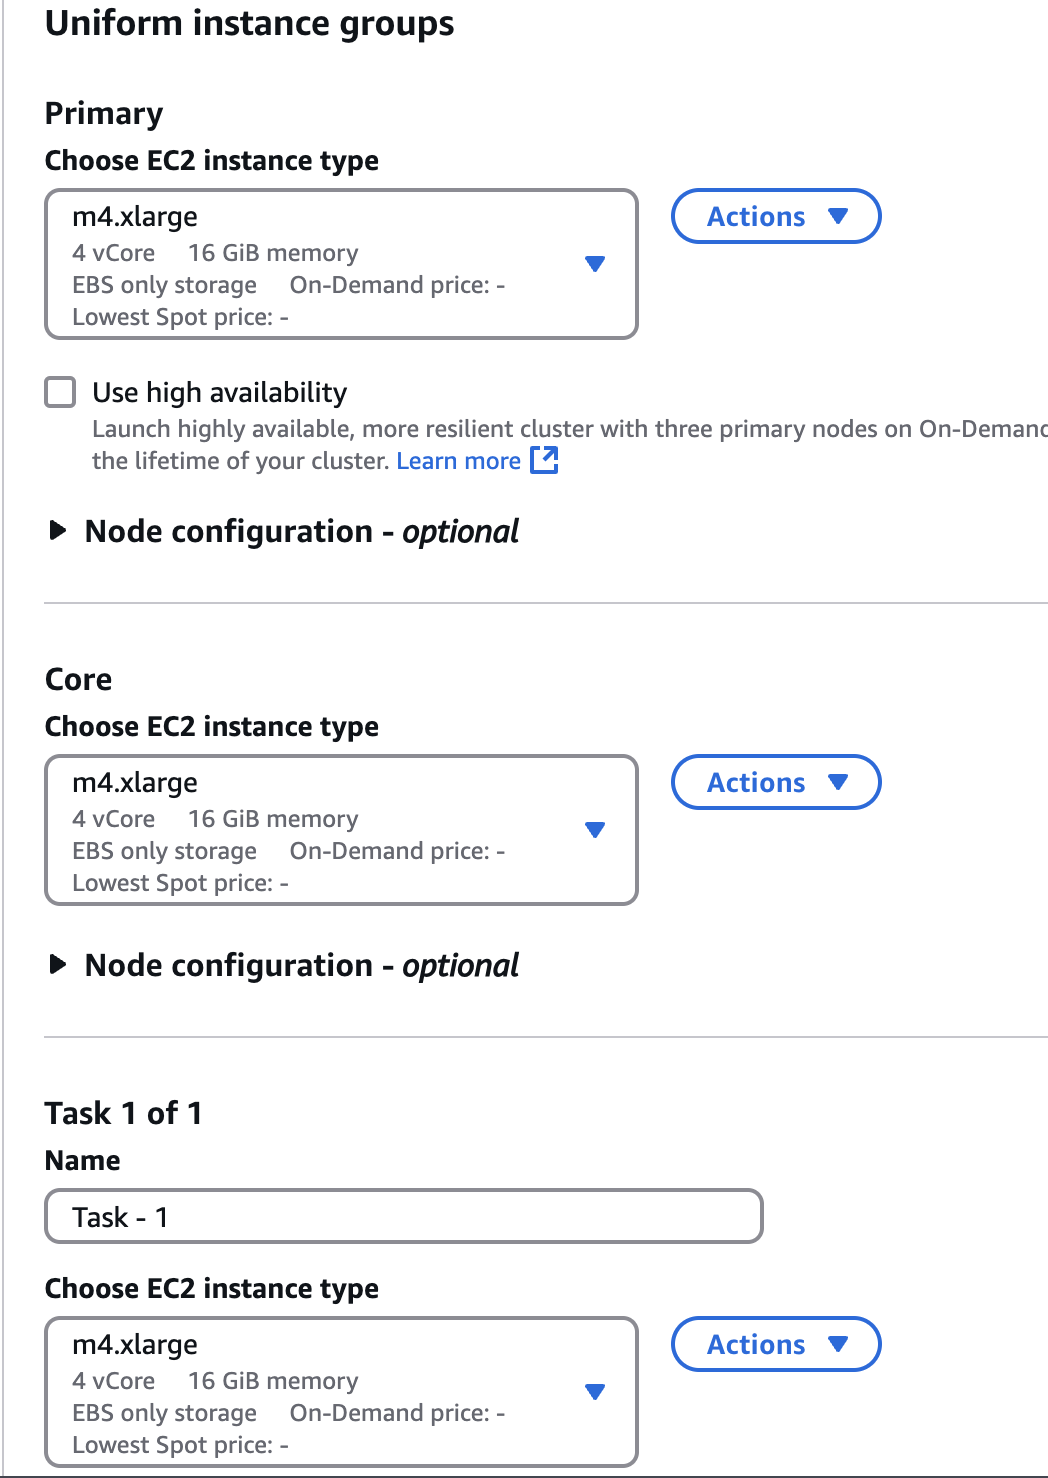 Uniform instance groups
Primary
Choose EC2 instance type
m4.xlarge
4 vCore 16 GiB memory
EBS only storage On-Demand price: -
Lowest Spot price: -
Actions
Use high availability
Launch highly available, more resilient cluster with three primary nodes on On-Demand
the lifetime of your cluster. Learn more
Node configuration - optional
Core
Choose EC2 instance type
m4.xlarge
4 vCore 16 GiB memory
EBS only storage On-Demand price: -
Lowest Spot price: -
Actions
Node configuration - optional
Task 1 of 1
Name
Task - 1
Choose EC2 instance type
m4.xlarge
4 vCore 16 GiB memory
EBS only storage On-Demand price: -
Lowest Spot price: -
Actions